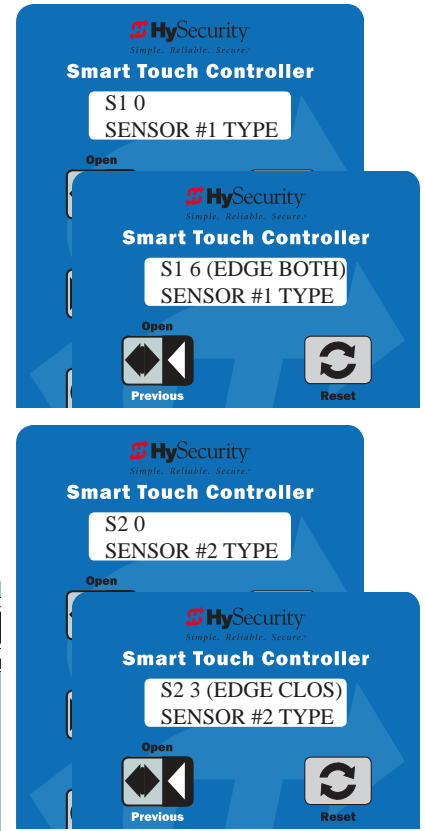 HySecurity
Simple. Reliable. Secure.
Smart Touch Controller
S1 0
SENSOR #1 TYPE
Open
HySecurity
Simple. Reliable. Secure.
Smart Touch Controller
S1 6 (EDGE BOTH)
SENSOR #1 TYPE
Open
Previous
Reset
HySecurity
Simple. Reliable. Secure.
Smart Touch Controller
S2 0
SENSOR #2 TYPE
Open
HySecurity
Simple. Reliable. Secure.
Smart Touch Controller
S2 3 (EDGE CLOS)
SENSOR #2 TYPE
Open
Previous
Reset